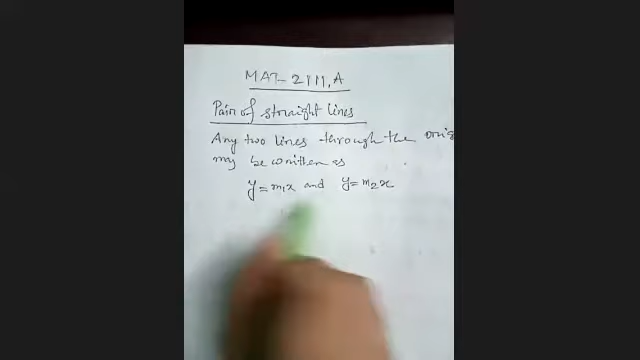 MAT-2111, A
Pair of straight lines
Any two lines through the
may be written as
y=m₁x and y=m₂x